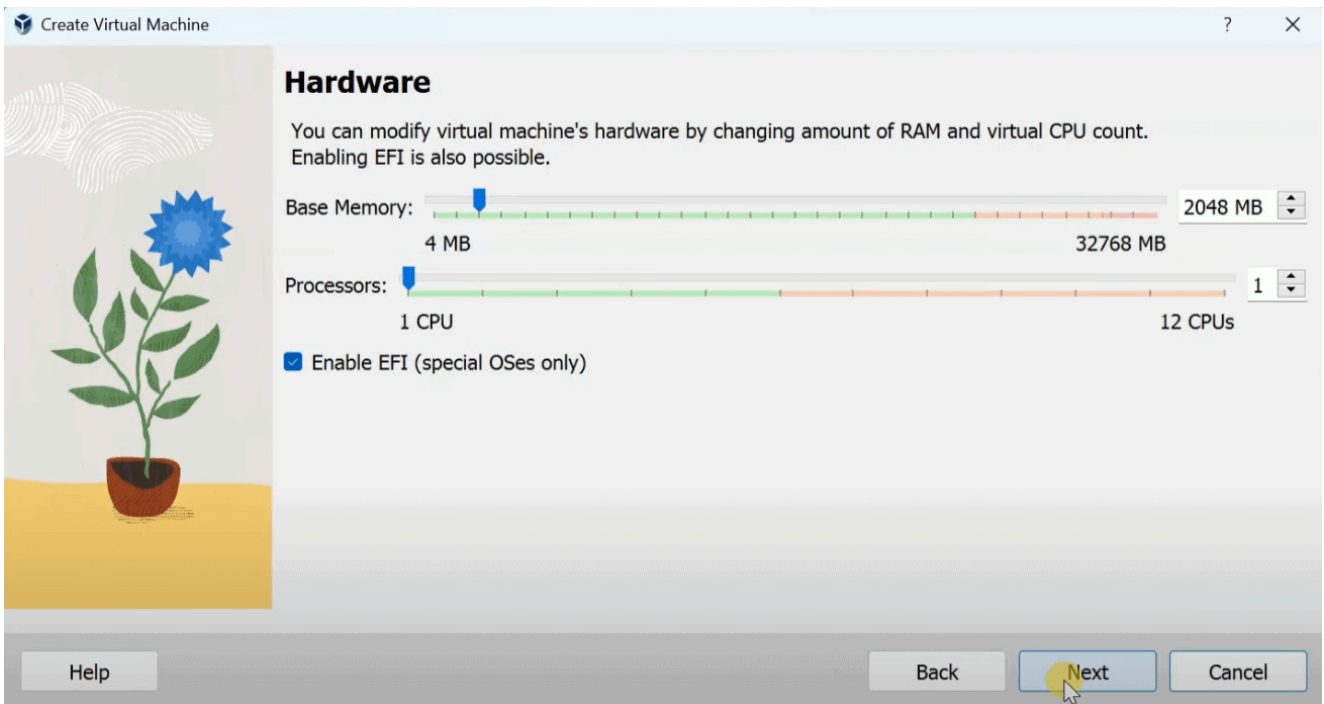 Create Virtual Machine
?
Hardware
You can modify virtual machine's hardware by changing amount of RAM and virtual CPU count.
Enabling EFI is also possible.
Base Memory: 2048 MB
4 MB 32768 MB
Processors: 1
1 CPU 12 CPUs
Enable EFI (special OSes only)
Help Back Next Cancel